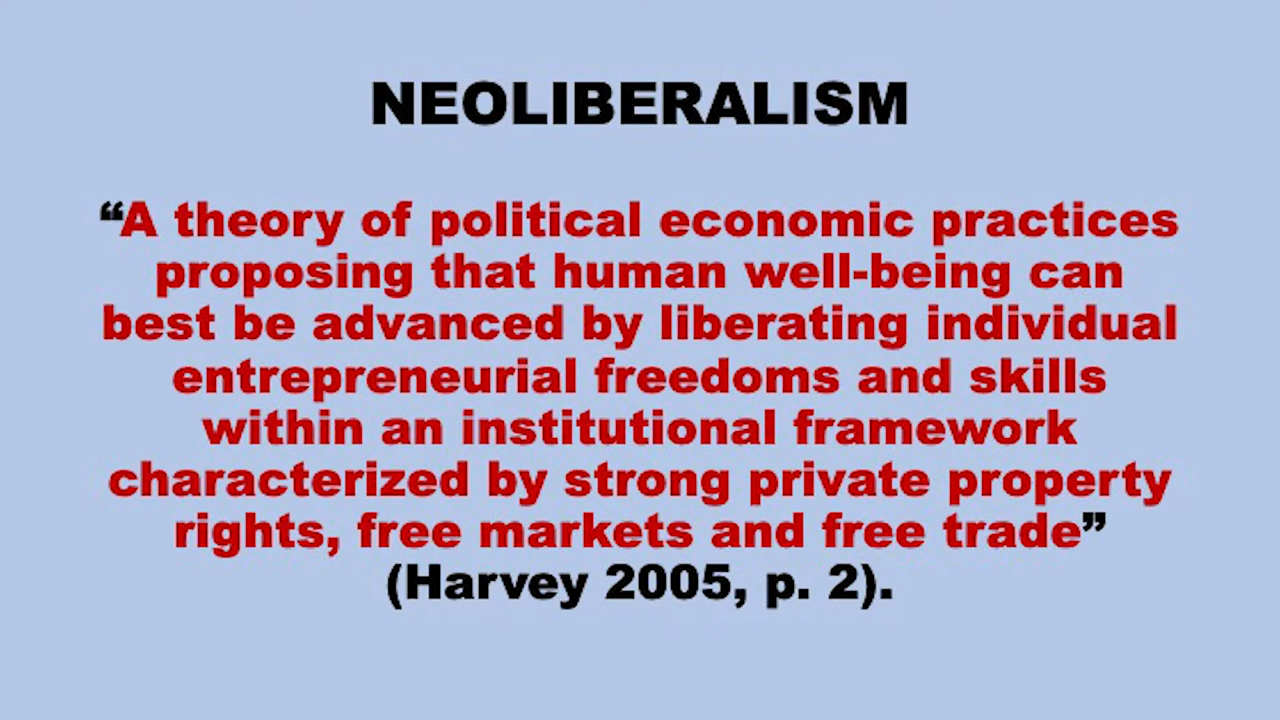 NEOLIBERALISM
“A theory of political economic practices
proposing that human well-being can
best be advanced by liberating individual
entrepreneurial freedoms and skills
within an institutional framework
characterized by strong private property
rights, free markets and free trade”
(Harvey 2005, p. 2).